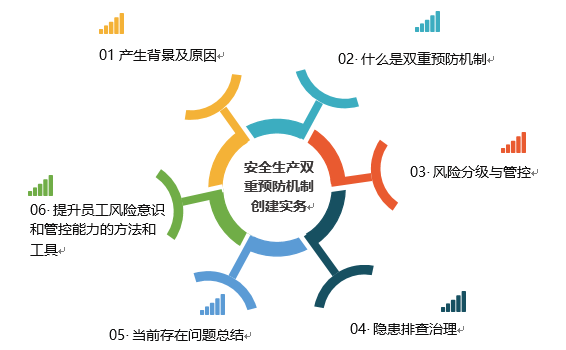 01 产生背景及原因
02· 什么是双重预防机制
安全生产双
重预防机制
创建实务
03· 风险分级与管控
06· 提升员工风险意识
和管控能力的方法和
工具
04· 隐患排查治理
05· 当前存在问题总结